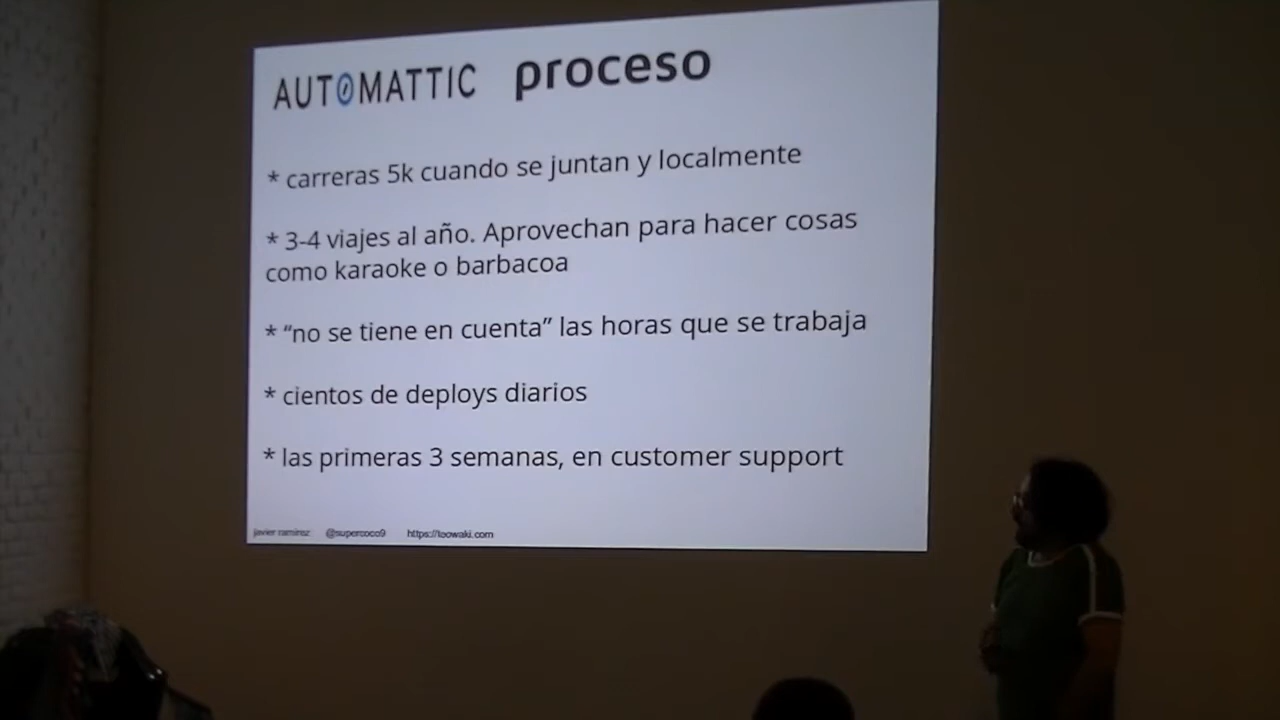 AUTOMATTIC proceso
* carreras 5k cuando se juntan y localmente
* 3-4 viajes al año. Aprovechan para hacer cosas
como karaoke o barbacoa
* “no se tiene en cuenta” las horas que se trabaja
* cientos de deploys diarios
* las primeras 3 semanas, en customer support
javier ramirez @supercoco9 https://teowaki.com